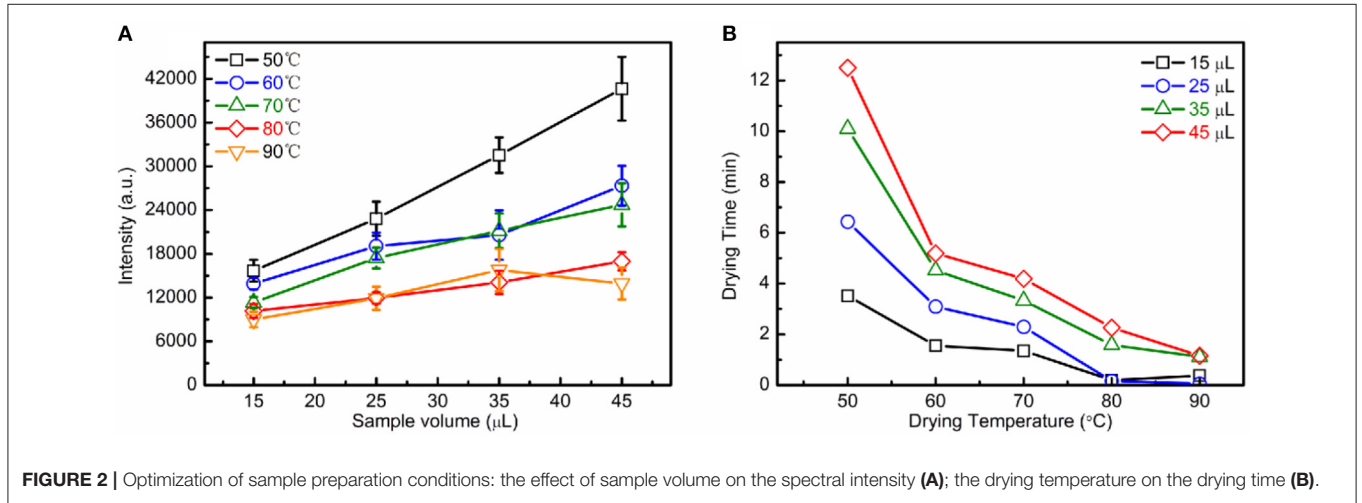 A
50℃
60℃
70℃
80℃
90℃
42000
36000
30000
24000
18000
12000
6000
0
Intensity (a.u.)
15 20 25 30 35 40 45
Sample volume (μL)
B
15 μL
25 μL
35 μL
45 μL
12
10
8
6
4
2
0
Drying Time (min)
50 60 70 80 90
Drying Temperature (°C)
FIGURE 2 | Optimization of sample preparation conditions: the effect of sample volume on the spectral intensity (A); the drying temperature on the drying time (B).